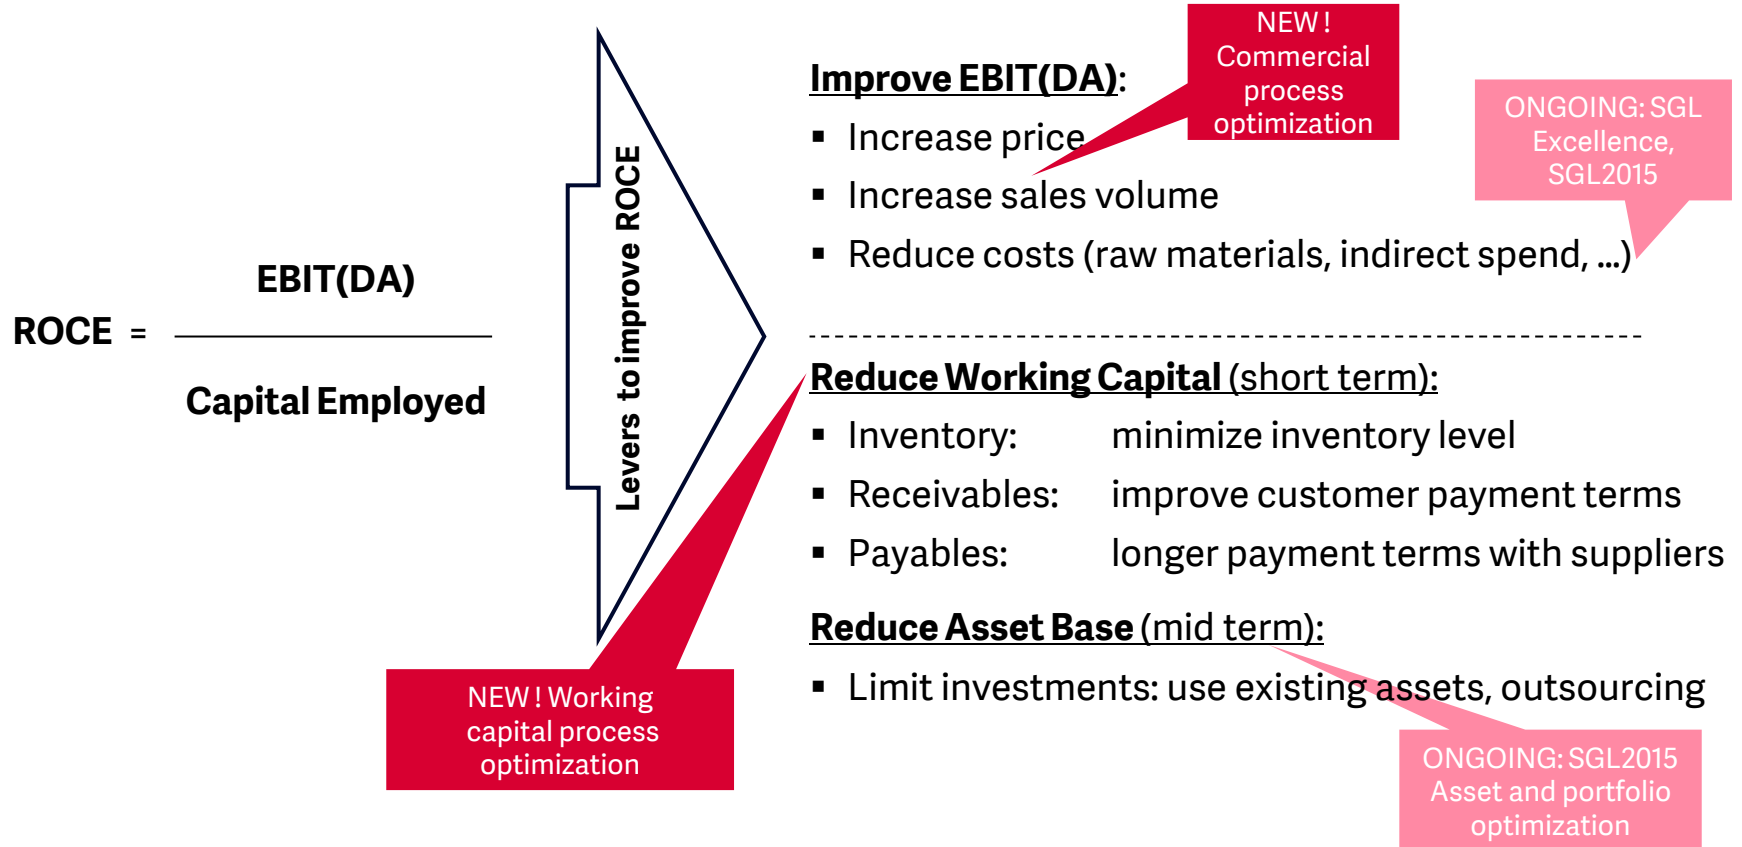 ROCE =
EBIT(DA)
Capital Employed
Levers to improve ROCE
Improve EBIT(DA):
▪ Increase price
▪ Increase sales volume
▪ Reduce costs (raw materials, indirect spend, ...)
NEW!
Commercial
process
optimization
ONGOING: SGL
Excellence,
SGL2015
Reduce Working Capital (short term):
▪ Inventory: minimize inventory level
▪ Receivables: improve customer payment terms
▪ Payables: longer payment terms with suppliers
Reduce Asset Base (mid term):
▪ Limit investments: use existing assets, outsourcing
NEW! Working
capital process
optimization
ONGOING: SGL2015
Asset and portfolio
optimization